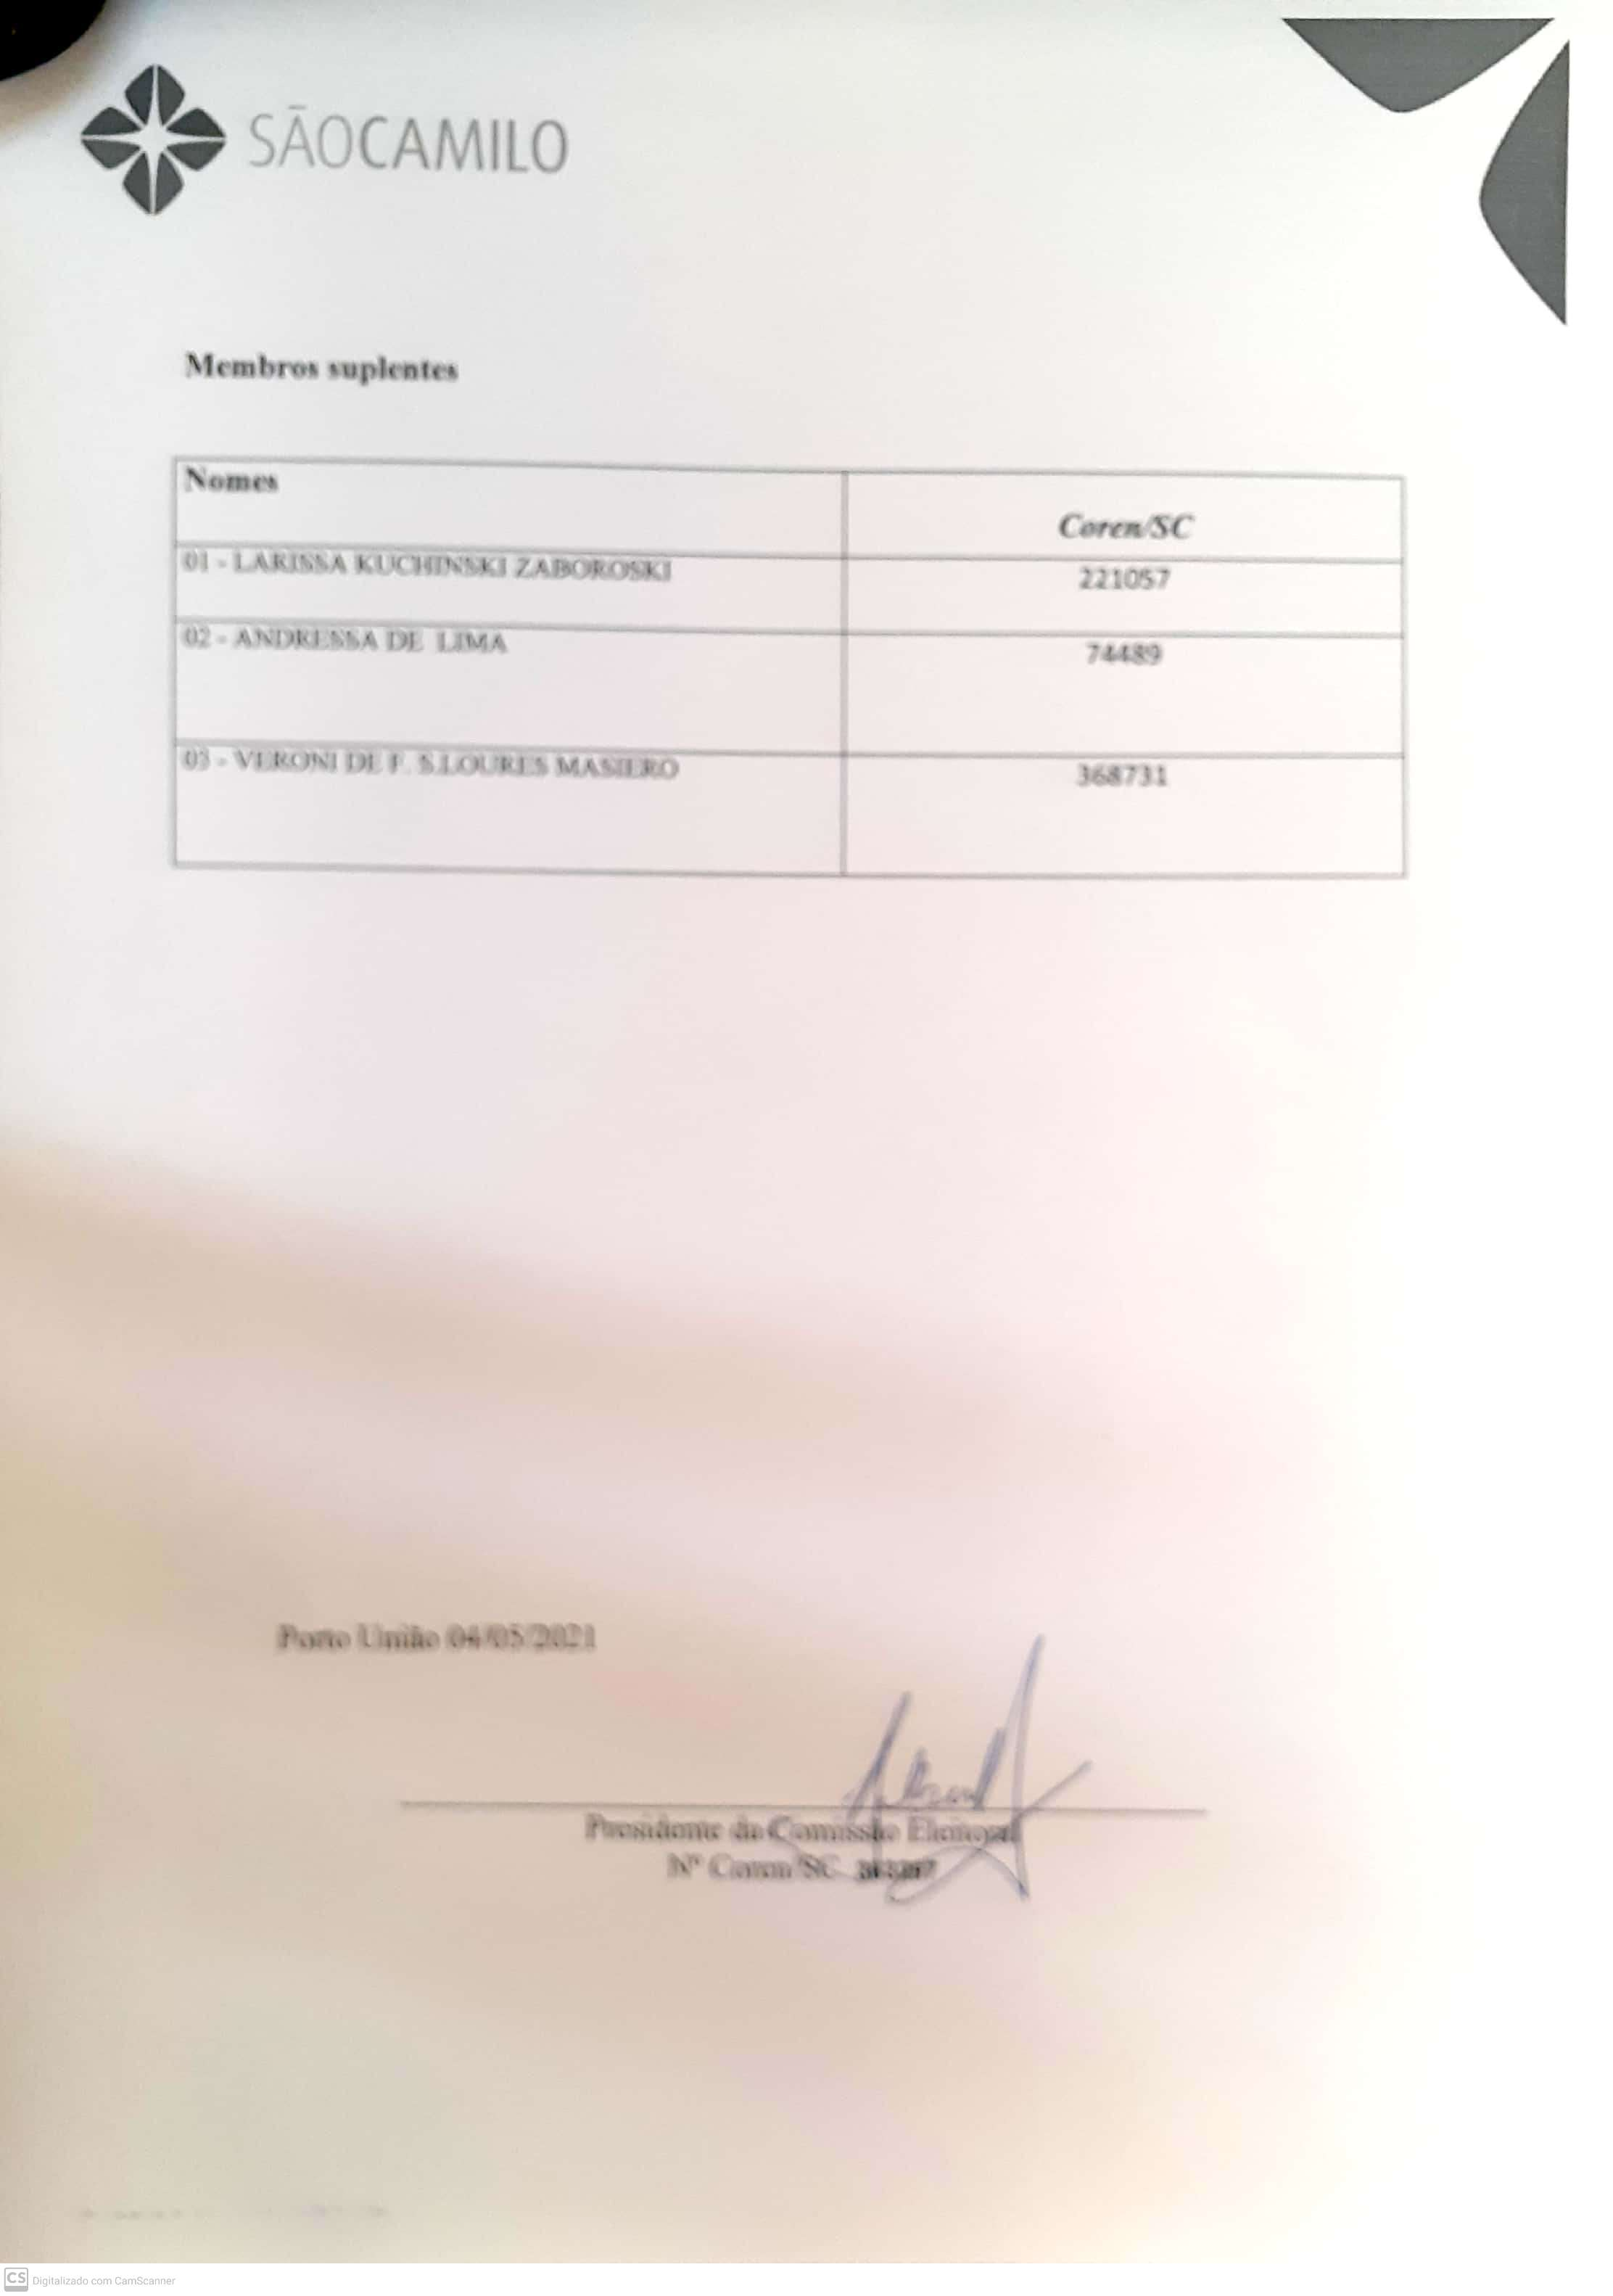 SÃOCAMILO
Membros suplentes
Nomes
Coren/SC
01 - LARISSA KUCHINSKI ZABOROSKI
221057
02 - ANDRESSA DE LIMA
74489
03 - VERONI DE F. S.LOURES MASIERO
368731
Porto União 04/05/2021
Presidente da Comissão Eleitoral
Nº Coren/SC
CS Digitalizado com CamScanner